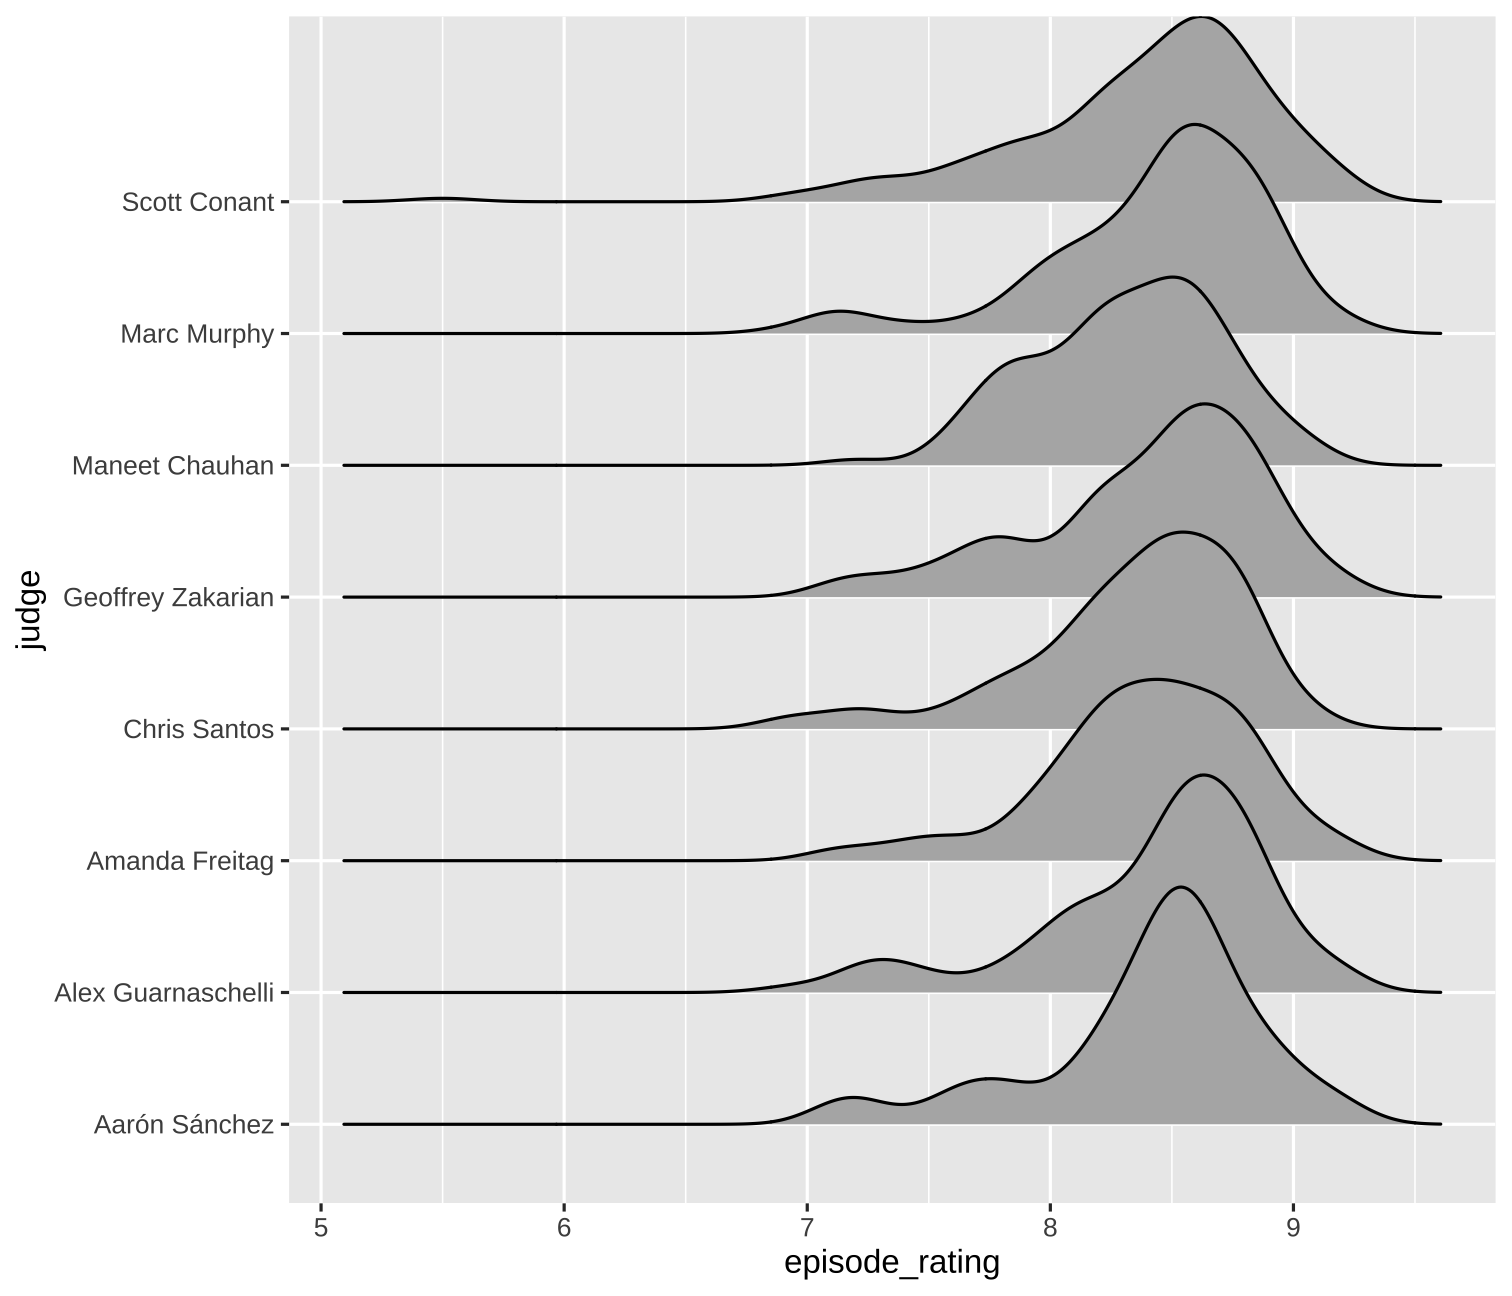 Scott Conant
Marc Murphy
Maneet Chauhan
Geoffrey Zakarian
Chris Santos
Amanda Freitag
Alex Guarnaschelli
Aarón Sánchez
judge
5 6 7 8 9
episode_rating